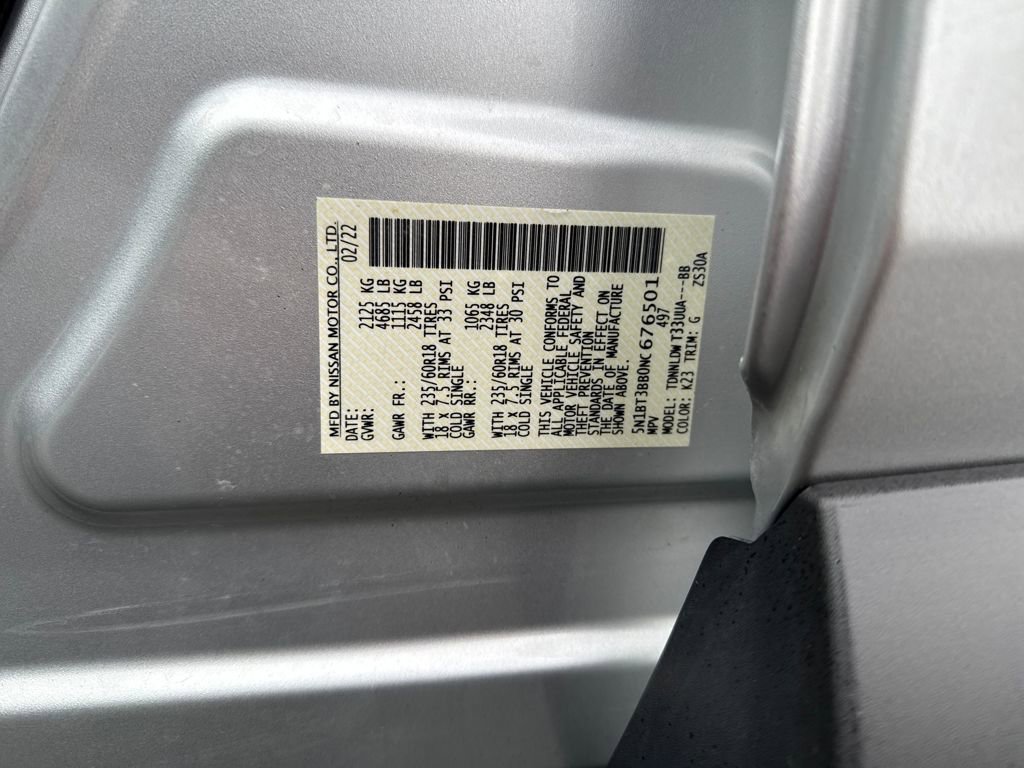 MFD BY NISSAN MOTOR CO., LTD.
DATE: 02/22
GVWR: 2125 KG
4685 LB
GAWR FR.: 1115 KG
2458 LB
WITH 235/60R18 TIRES
18 x 7.5 RIMS AT 33 PSI
COLD SINGLE
GAWR RR.: 1065 KG
2348 LB
WITH 235/60R18 TIRES
18 x 7.5 RIMS AT 30 PSI
COLD SINGLE
THIS VEHICLE CONFORMS TO
ALL APPLICABLE FEDERAL
MOTOR VEHICLE SAFETY AND
THEFT PREVENTION
STANDARDS IN EFFECT ON
THE DATE OF MANUFACTURE
SHOWN ABOVE.
5N1BT3BB0NC676501
MPV 497
MODEL: TDNNLDW T33UUA---BB
COLOR: K23 TRIM: G ZS30A